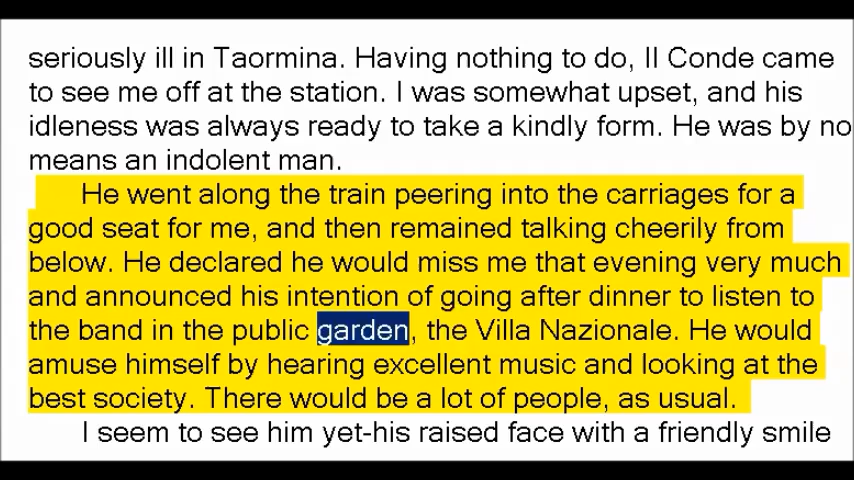 seriously ill in Taormina. Having nothing to do, Il Conde came
to see me off at the station. I was somewhat upset, and his
idleness was always ready to take a kindly form. He was by no
means an indolent man.
He went along the train peering into the carriages for a
good seat for me, and then remained talking cheerily from
below. He declared he would miss me that evening very much
and announced his intention of going after dinner to listen to
the band in the public garden, the Villa Nazionale. He would
amuse himself by hearing excellent music and looking at the
best society. There would be a lot of people, as usual.
I seem to see him yet-his raised face with a friendly smile